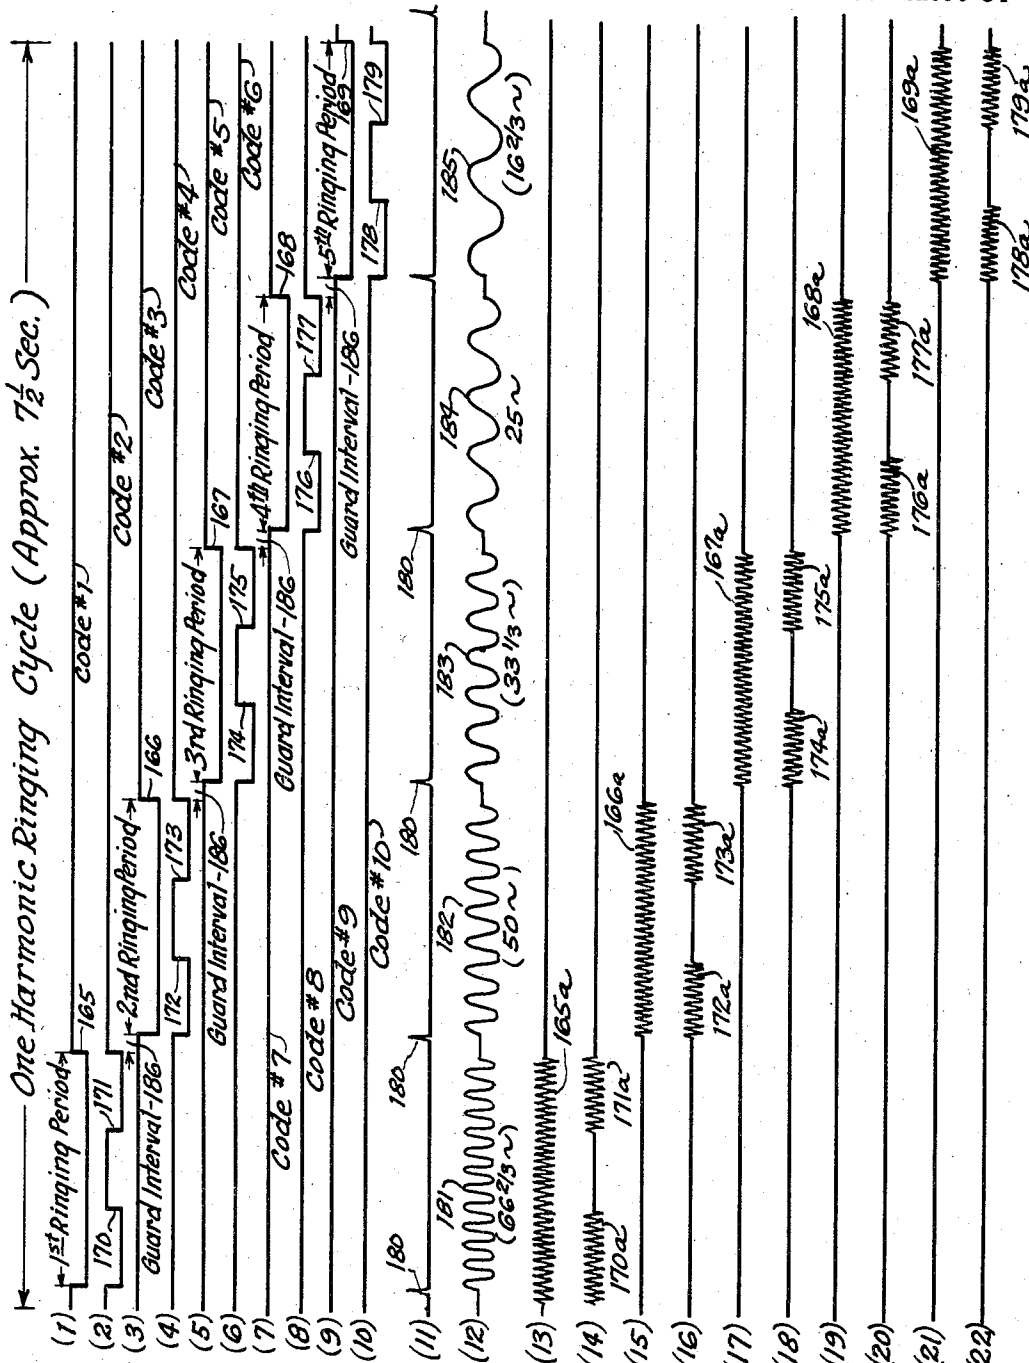 One Harmonic Ringing Cycle (Approx. 7½ Sec.)
(1)
1st Ringing Period
165
Code #1
(2)
170
171
Code #2
(3)
Guard Interval-186
2nd Ringing Period
166
Code #3
(4)
172
173
Code #4
(5)
Guard Interval-186
3rd Ringing Period
167
Code #5
(6)
174
175
Code #6
(7)
Code #7
Guard Interval-186
4th Ringing Period
168
(8)
Code #8
176
177
(9)
Code #9
Guard Interval-186
5th Ringing Period
169
(10)
Code #10
178
179
(11)
180
180
180
180
(12)
181
(66 2/3~)
182
(50~)
183
(33 1/3~)
184
25~
185
(16 2/3~)
(13)
165a
(14)
170a
171a
(15)
166a
(16)
172a
173a
(17)
167a
(18)
174a
175a
(19)
168a
(20)
176a
177a
(21)
169a
(22)
178a
179a